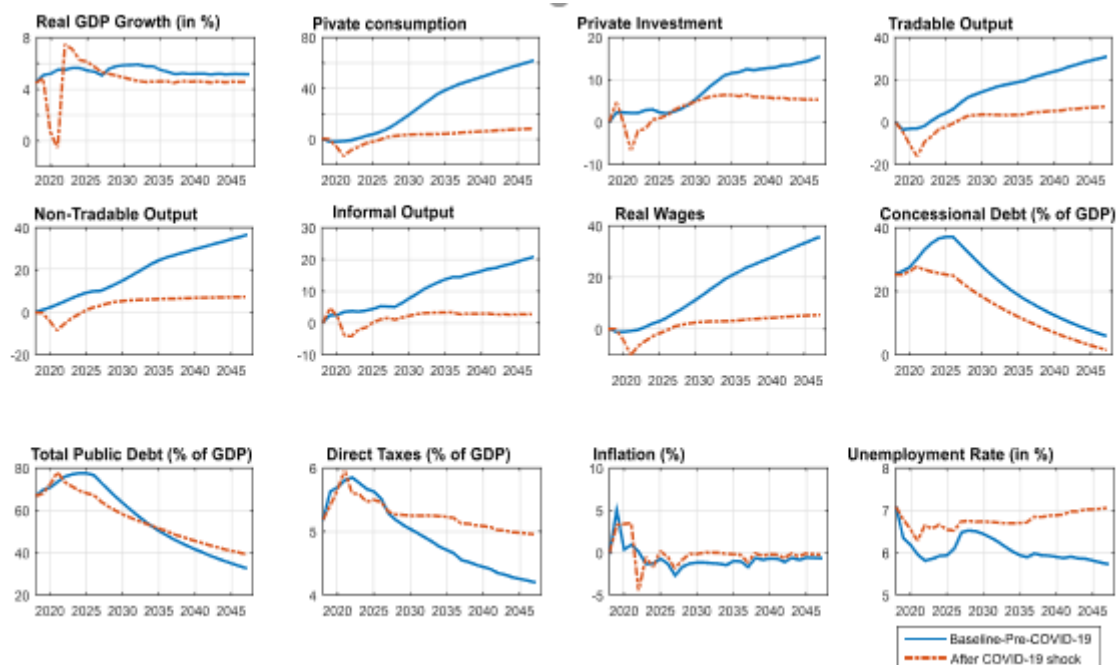 Real GDP Growth (in %)
Pivate consumption
Private Investment
Tradable Output
8
4
0
2020 2025 2030 2035 2040 2045
80
40
0
2020 2025 2030 2035 2040 2045
20
10
0
-10
2020 2025 2030 2035 2040 2045
40
20
0
-20
2020 2025 2030 2035 2040 2045
Non-Tradable Output
Informal Output
Real Wages
Concessional Debt (% of GDP)
40
20
0
-20
2020 2025 2030 2035 2040 2045
30
20
10
0
-10
2020 2025 2030 2035 2040 2045
40
20
0
2020 2025 2030 2035 2040 2045
40
20
0
2020 2025 2030 2035 2040 2045
Total Public Debt (% of GDP)
Direct Taxes (% of GDP)
Inflation (%)
Unemployment Rate (in %)
80
60
40
20
2020 2025 2030 2035 2040 2045
6
5
4
2020 2025 2030 2035 2040 2045
10
5
0
-5
2020 2025 2030 2035 2040 2045
8
7
6
5
2020 2025 2030 2035 2040 2045
Baseline-Pre-COVID-19
After COVID-19 shock